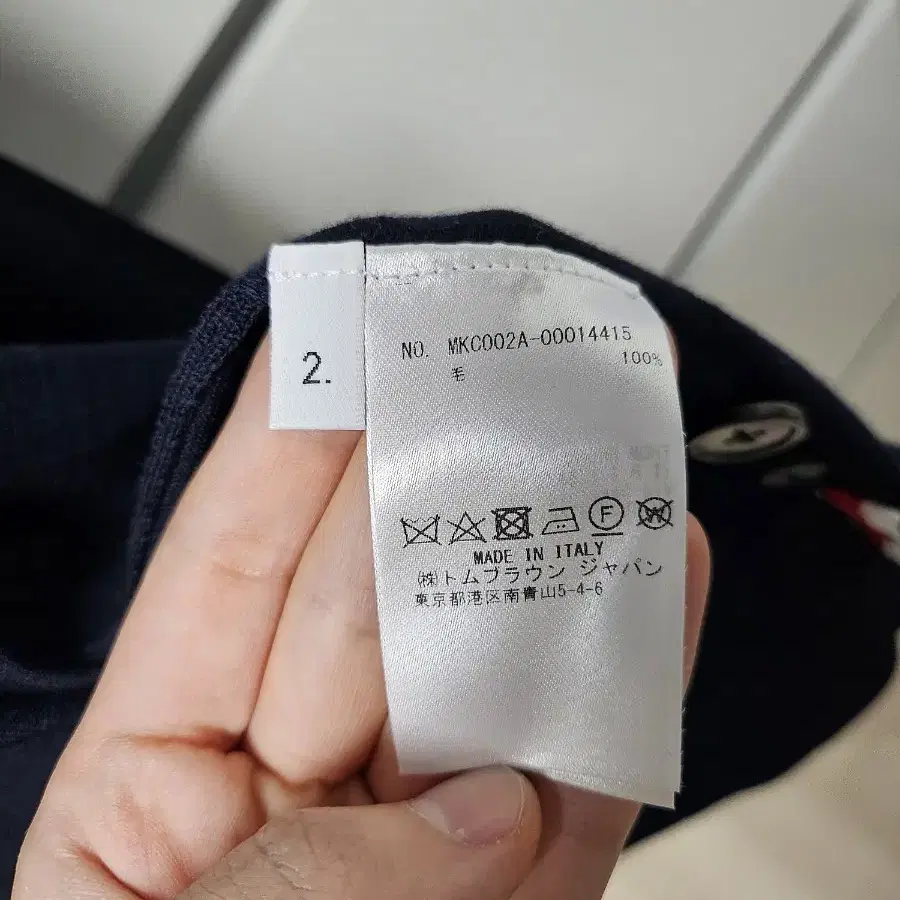 2.
NO. MKC002A-00014415
毛 100%
F
W
MADE IN ITALY
㈱トムブラウン ジャパン
東京都港区南青山5-4-6